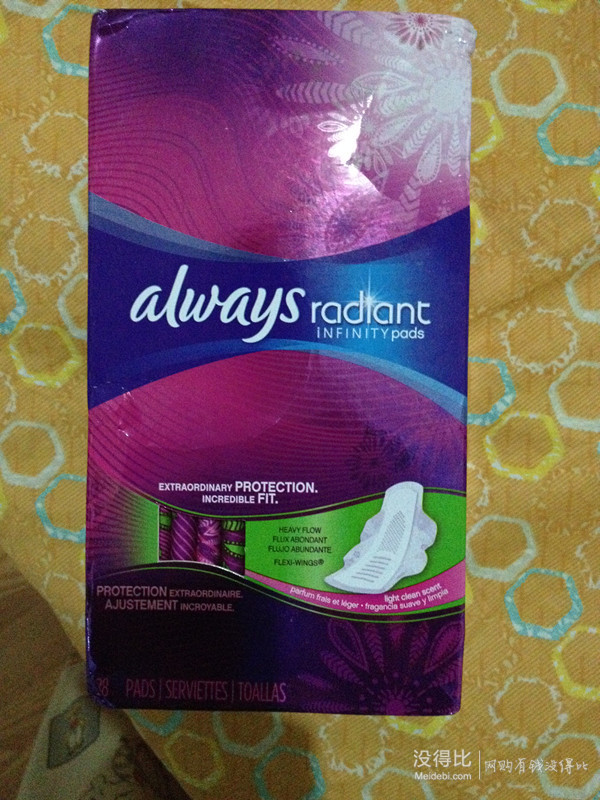 always radiant
INFINITY pads
EXTRAORDINARY PROTECTION.
INCREDIBLE FIT.
HEAVY FLOW
FLUX ABONDANT
FLUJO ABUNDANTE
FLEXI-WINGS®
PROTECTION EXTRAORDINAIRE.
AJUSTEMENT INCROYABLE.
light clean scent
parfum frais et léger • fragancia suave y limpia
38 PADS | SERVIETTES | TOALLAS
没得比
Meidebi.com
网购有钱没得比